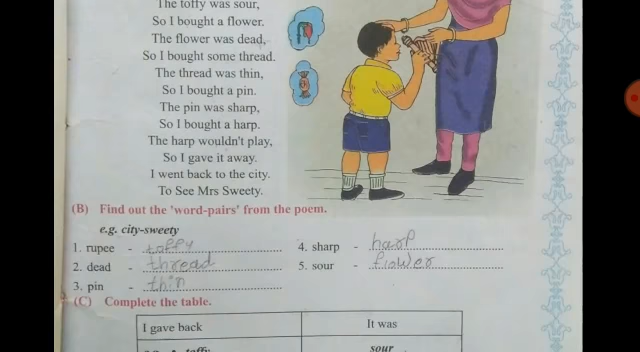 The toffy was sour,
So I bought a flower.
The flower was dead,
So I bought some thread.
The thread was thin,
So I bought a pin.
The pin was sharp,
So I bought a harp.
The harp wouldn't play,
So I gave it away.
I went back to the city.
To See Mrs Sweety.
(B) Find out the 'word-pairs' from the poem.
e.g. city-sweety
1. rupee - toffy
4. sharp - harp
2. dead - thread
5. sour - flower
3. pin - thin
(C) Complete the table.
I gave back It was
toffy sour